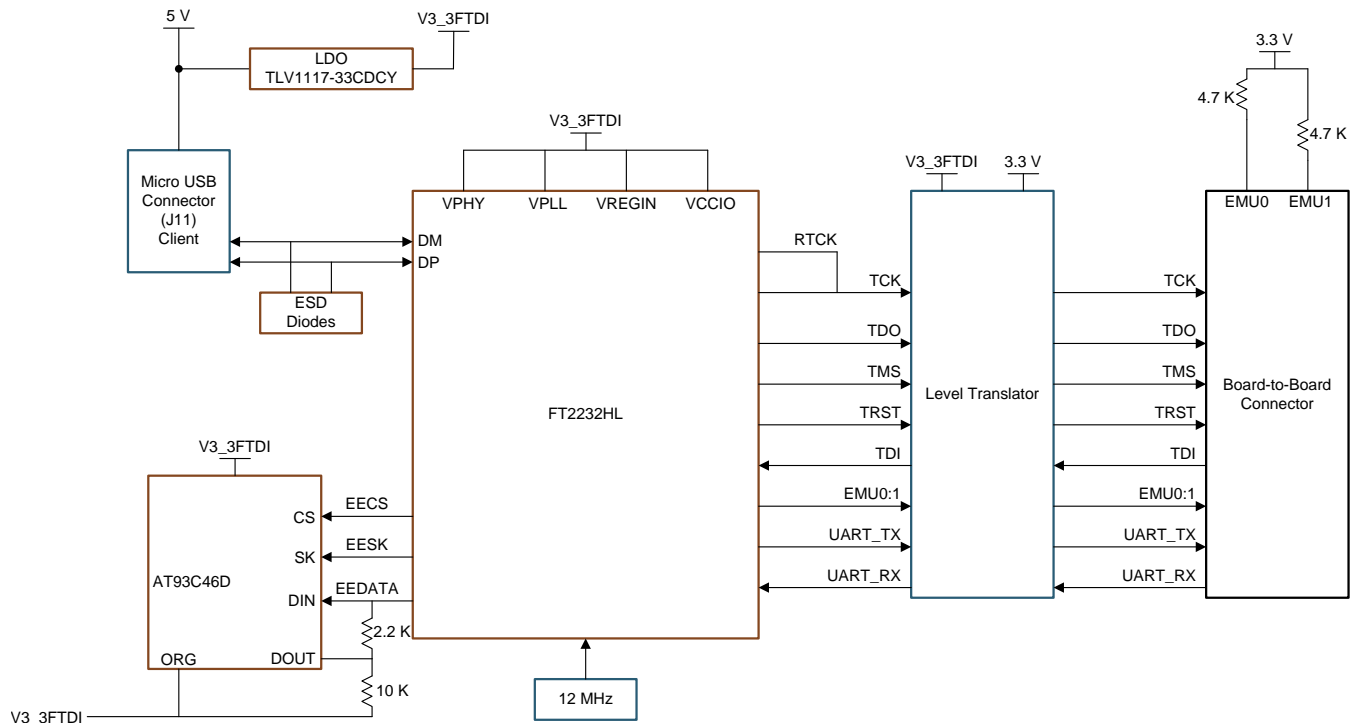 5 V
V3_3FTDI
LDO
TLV1117-33CDCY
3.3 V
4.7 K
4.7 K
V3_3FTDI
Micro USB
Connector
(J11)
Client
VPHY
VPLL
VREGIN
VCCIO
V3_3FTDI
3.3 V
EMU0
EMU1
DM
DP
ESD
Diodes
RTCK
TCK
TCK
TDO
TDO
TMS
TMS
FT2232HL
Level Translator
Board-to-Board
Connector
TRST
TRST
TDI
TDI
EMU0:1
EMU0:1
UART_TX
UART_TX
UART_RX
UART_RX
V3_3FTDI
CS
EECS
SK
EESK
AT93C46D
DIN
EEDATA
2.2 K
ORG
DOUT
10 K
V3_3FTDI
12 MHz